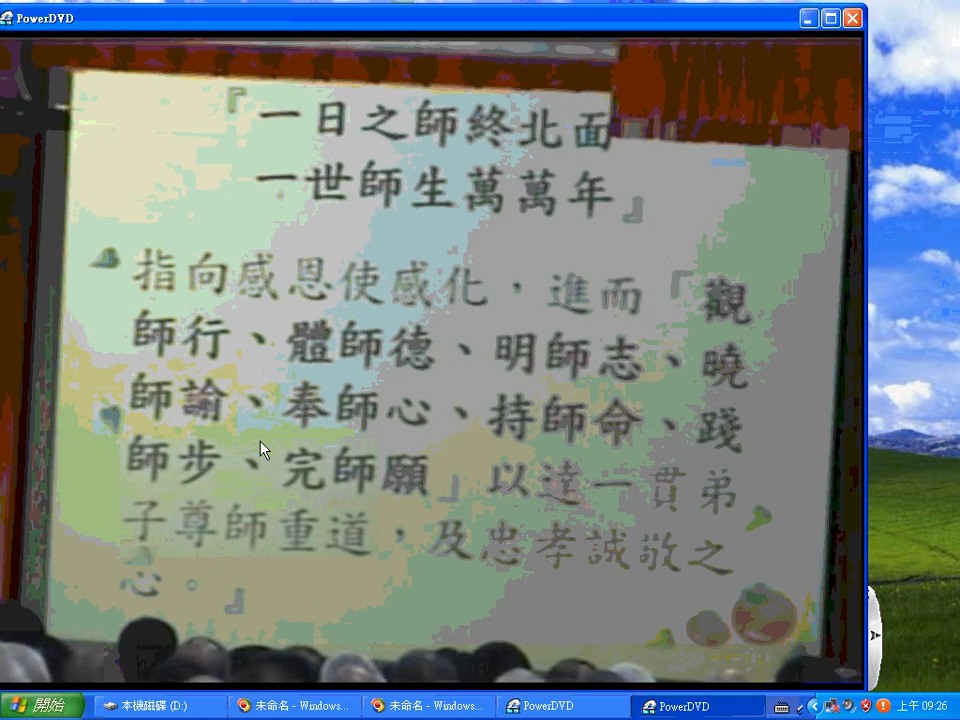 PowerDVD
『一日之師終北面
一世師生萬萬年』
指向感恩使感化，進而「觀
師行、體師德、明師志、曉
師諭、奉師心、持師命、踐
師步、完師願」以達一貫弟
子尊師重道，及忠孝誠敬之
心。』
開始
本機磁碟 (D:)
未命名 - Windows...
未命名 - Windows...
PowerDVD
PowerDVD
上午 09:26